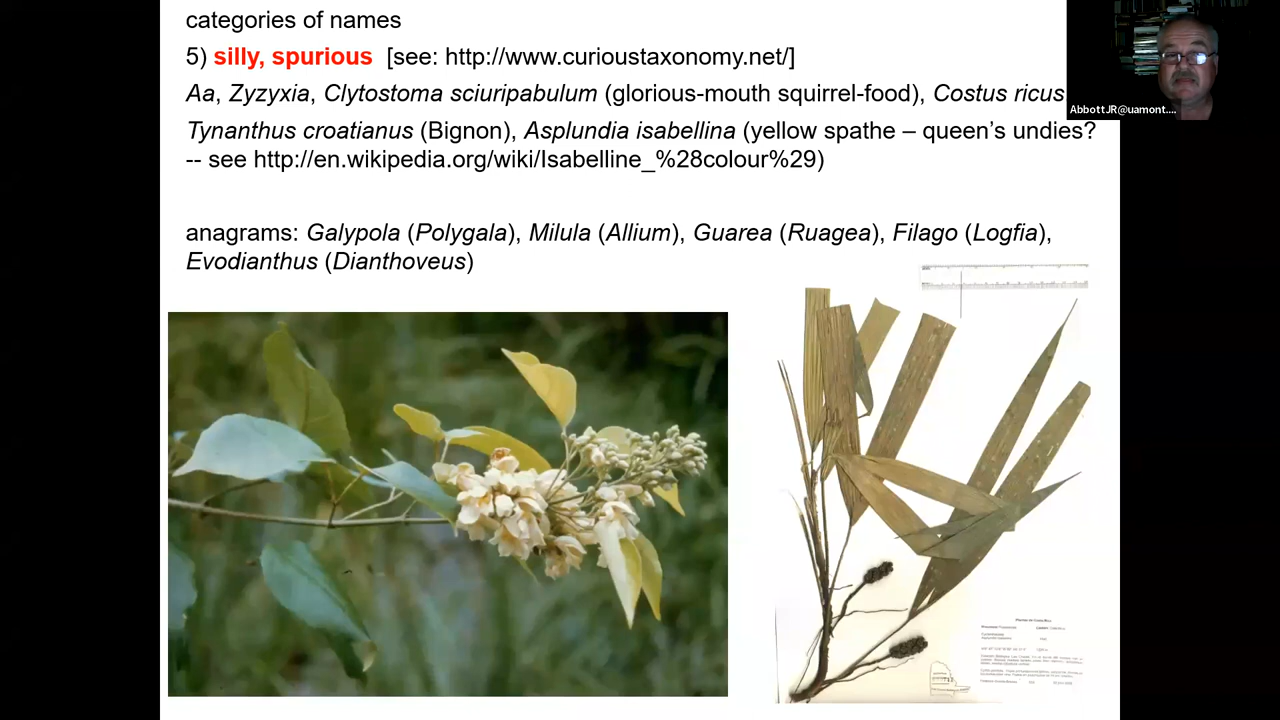 categories of names
5) silly, spurious [see: http://www.curioustaxonomy.net/]
Aa, Zyzyxia, Clytostoma sciuripabulum (glorious-mouth squirrel-food), Costus ricus
AbbottJR@uamont....
Tynanthus croatianus (Bignon), Asplundia isabellina (yellow spathe – queen's undies?
-- see http://en.wikipedia.org/wiki/Isabelline_%28colour%29)
anagrams: Galypola (Polygala), Milula (Allium), Guarea (Ruagea), Filago (Logfia),
Evodianthus (Dianthoveus)